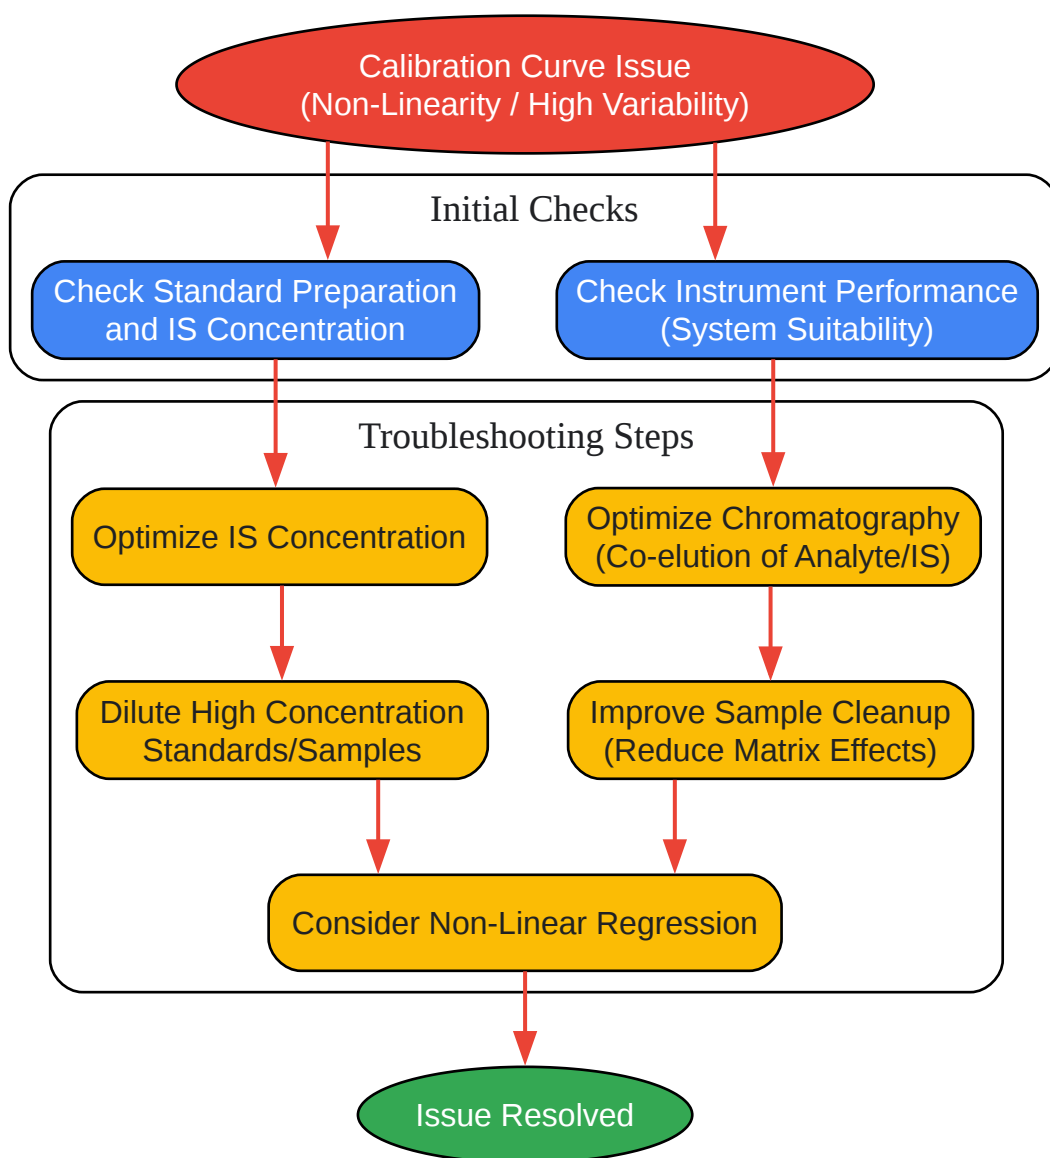 Calibration Curve Issue
(Non-Linearity / High Variability)
Initial Checks
Check Standard Preparation
and IS Concentration
Check Instrument Performance
(System Suitability)
Troubleshooting Steps
Optimize IS Concentration
Optimize Chromatography
(Co-elution of Analyte/IS)
Dilute High Concentration
Standards/Samples
Improve Sample Cleanup
(Reduce Matrix Effects)
Consider Non-Linear Regression
Issue Resolved